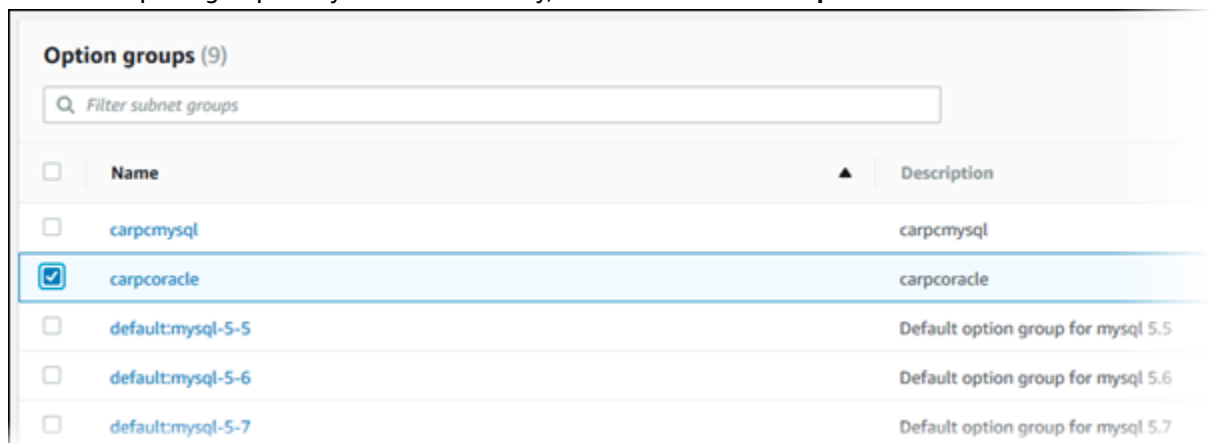 Option groups (9)
Filter subnet groups
Name Description
carpcmysql carpcmysql
carpcoracle carpcoracle
default:mysql-5-5 Default option group for mysql 5.5
default:mysql-5-6 Default option group for mysql 5.6
default:mysql-5-7 Default option group for mysql 5.7